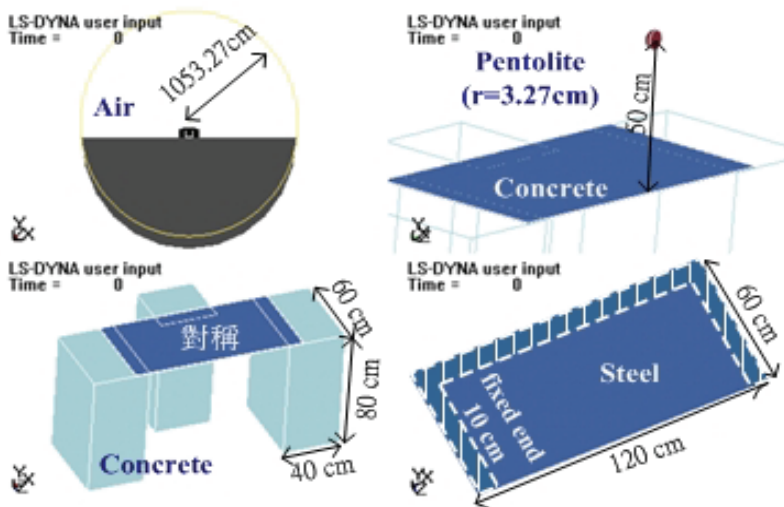 LS-DYNA user input
Time = 0
1053.27cm
Air
LS-DYNA user input
Time = 0
Pentolite
(r=3.27cm)
50 cm
Concrete
LS-DYNA user input
Time = 0
60 cm
對稱
80 cm
Concrete
40 cm
LS-DYNA user input
Time = 0
60 cm
Steel
fixed end
10 cm
120 cm